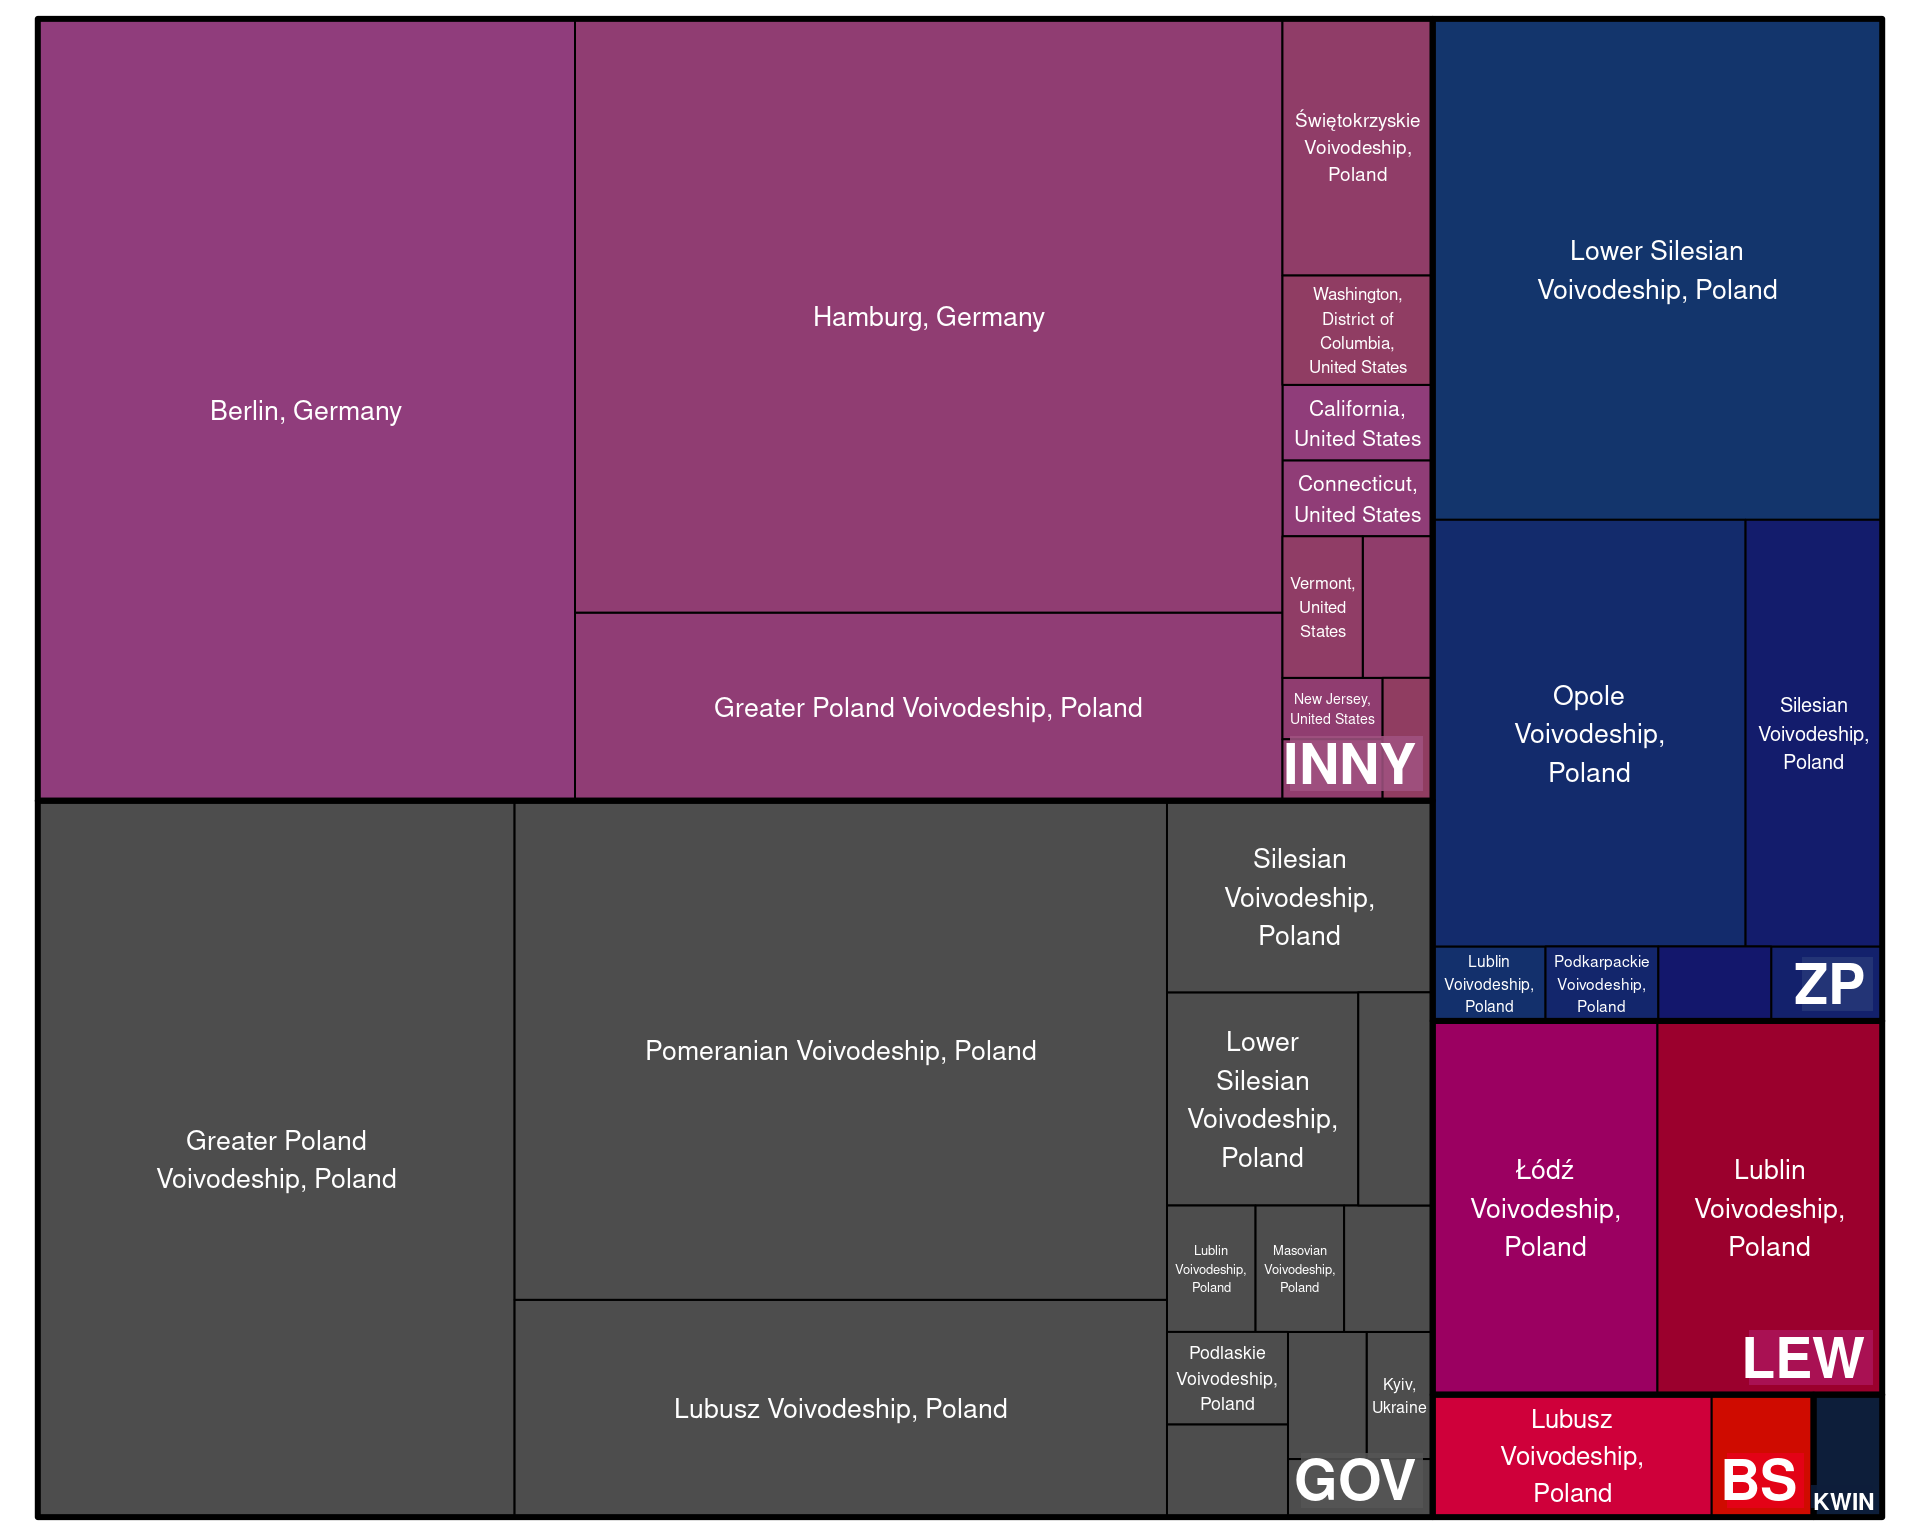 Berlin, Germany
Hamburg, Germany
Greater Poland Voivodeship, Poland
Świętokrzyskie
Voivodeship,
Poland
Washington,
District of
Columbia,
United States
California,
United States
Connecticut,
United States
Vermont,
United
States
New Jersey,
United States
INNY
Lower Silesian
Voivodeship, Poland
Opole
Voivodeship,
Poland
Silesian
Voivodeship,
Poland
Lublin
Voivodeship,
Poland
Podkarpackie
Voivodeship,
Poland
ZP
Greater Poland
Voivodeship, Poland
Pomeranian Voivodeship, Poland
Lubusz Voivodeship, Poland
Silesian
Voivodeship,
Poland
Lower
Silesian
Voivodeship,
Poland
Lublin
Voivodeship,
Poland
Masovian
Voivodeship,
Poland
Podlaskie
Voivodeship,
Poland
Kyiv,
Ukraine
GOV
Łódź
Voivodeship,
Poland
Lublin
Voivodeship,
Poland
LEW
Lubusz
Voivodeship,
Poland
BS
KWIN